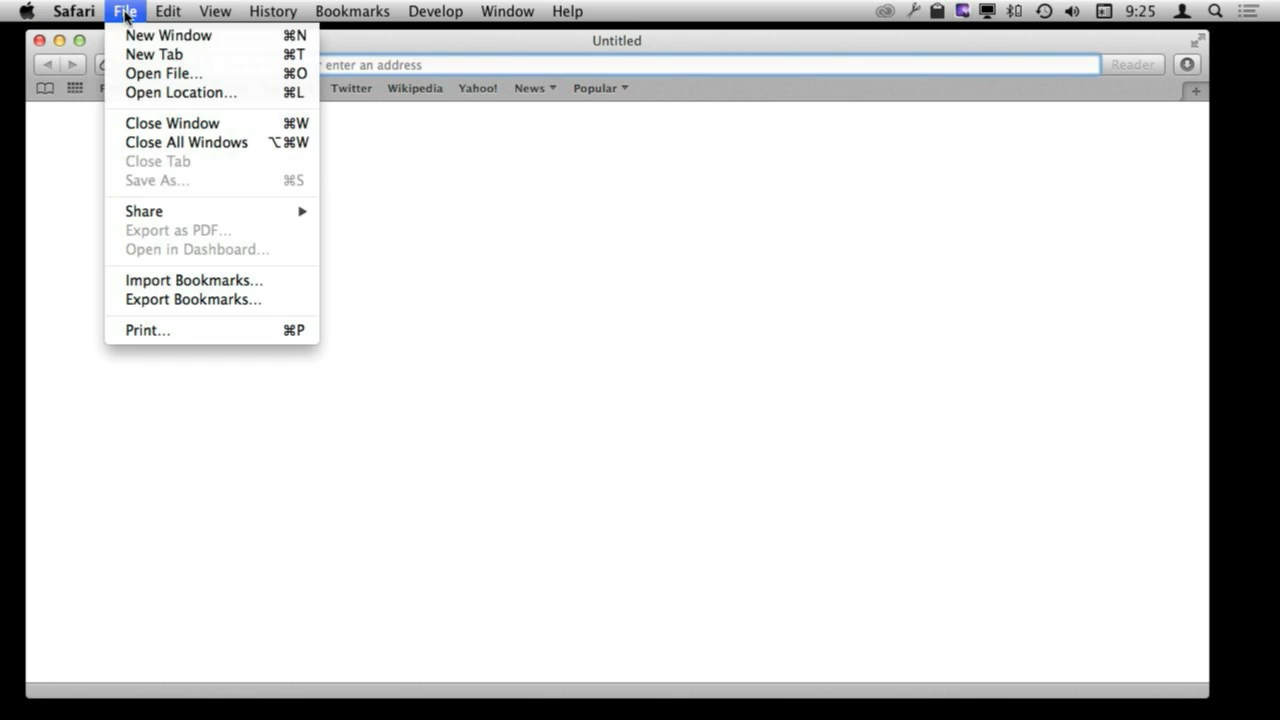 Safari File Edit View History Bookmarks Develop Window Help 9:25
Untitled
New Window ⌘N
New Tab ⌘T
Open File... ⌘O
Open Location... ⌘L
Close Window ⌘W
Close All Windows ⌥⌘W
Close Tab
Save As... ⌘S
Share ▶
Export as PDF...
Open in Dashboard...
Import Bookmarks...
Export Bookmarks...
Print... ⌘P
enter an address
Reader
Twitter Wikipedia Yahoo! News ▼ Popular ▼